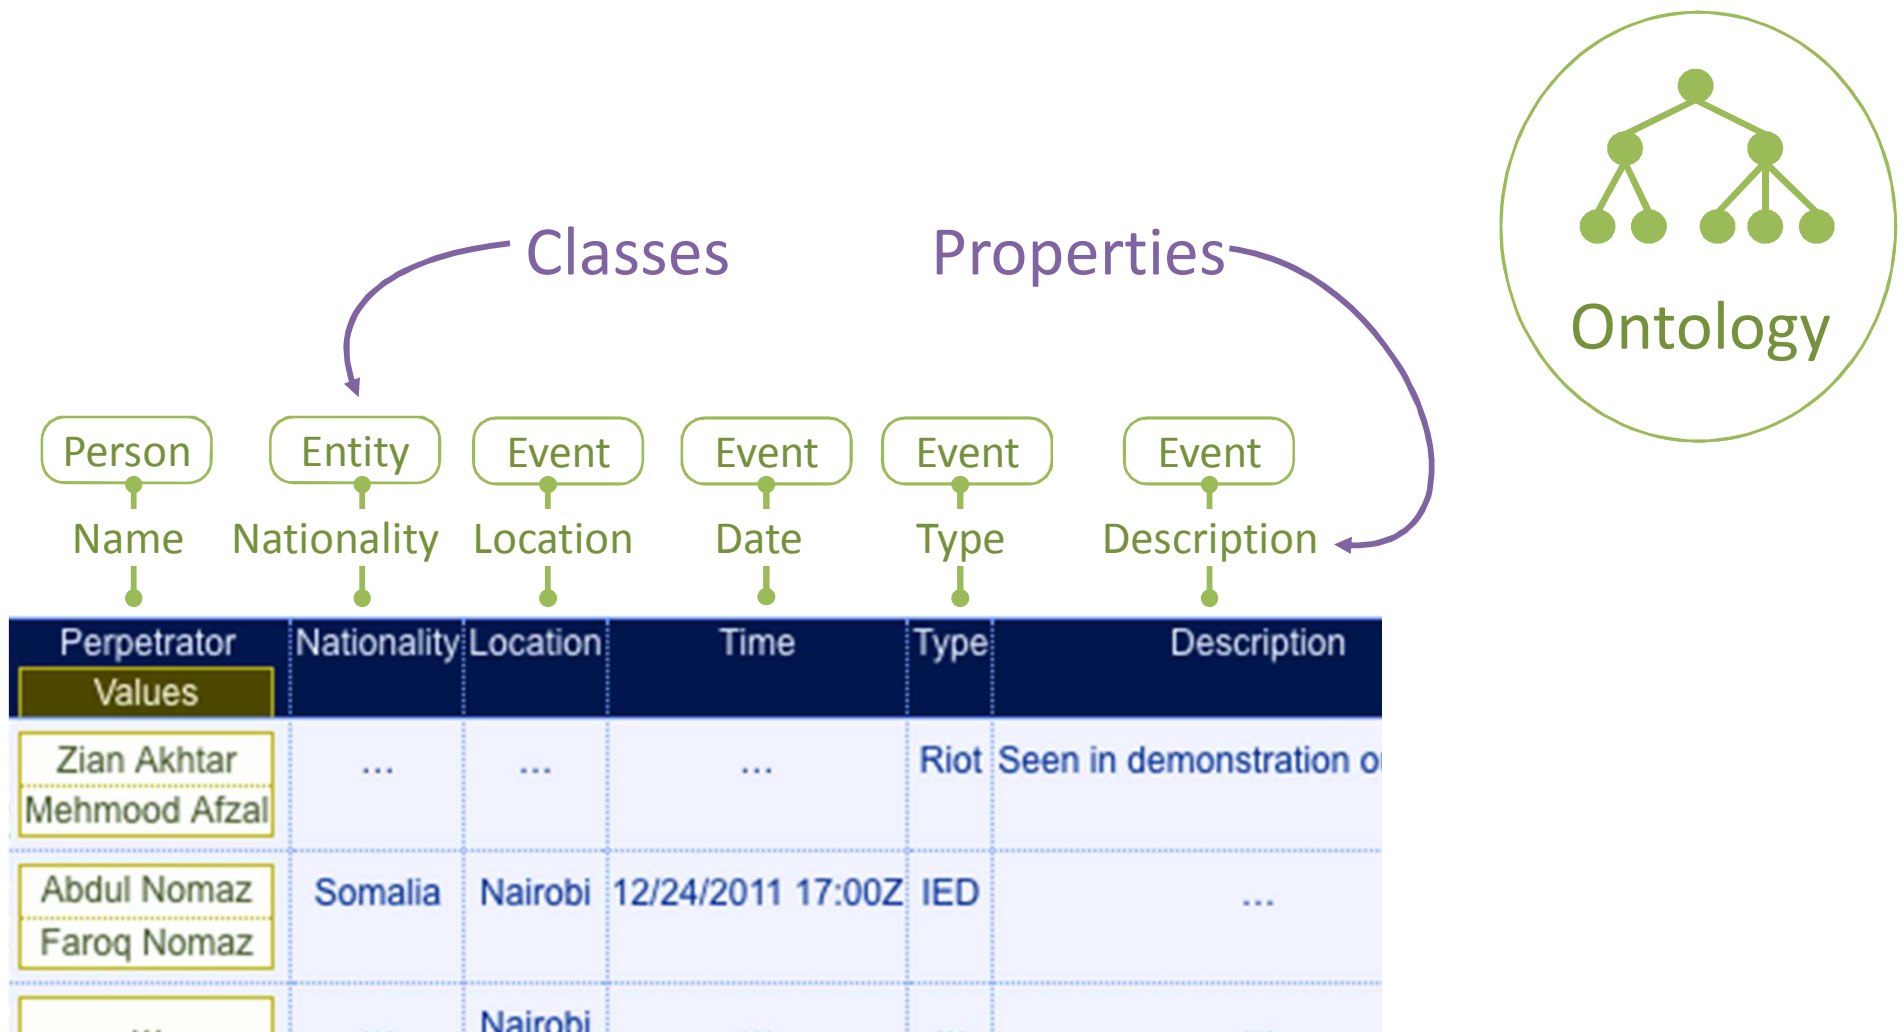 Classes
Properties
Ontology
Person Entity Event Event Event Event
Name Nationality Location Date Type Description
Perpetrator Nationality Location Time Type Description
Values
Zian Akhtar ... ... ... Riot Seen in demonstration
Mehmood Afzal
Abdul Nomaz Somalia Nairobi 12/24/2011 17:00Z IED ...
Faroq Nomaz
Nairobi
... ... ... ... ...